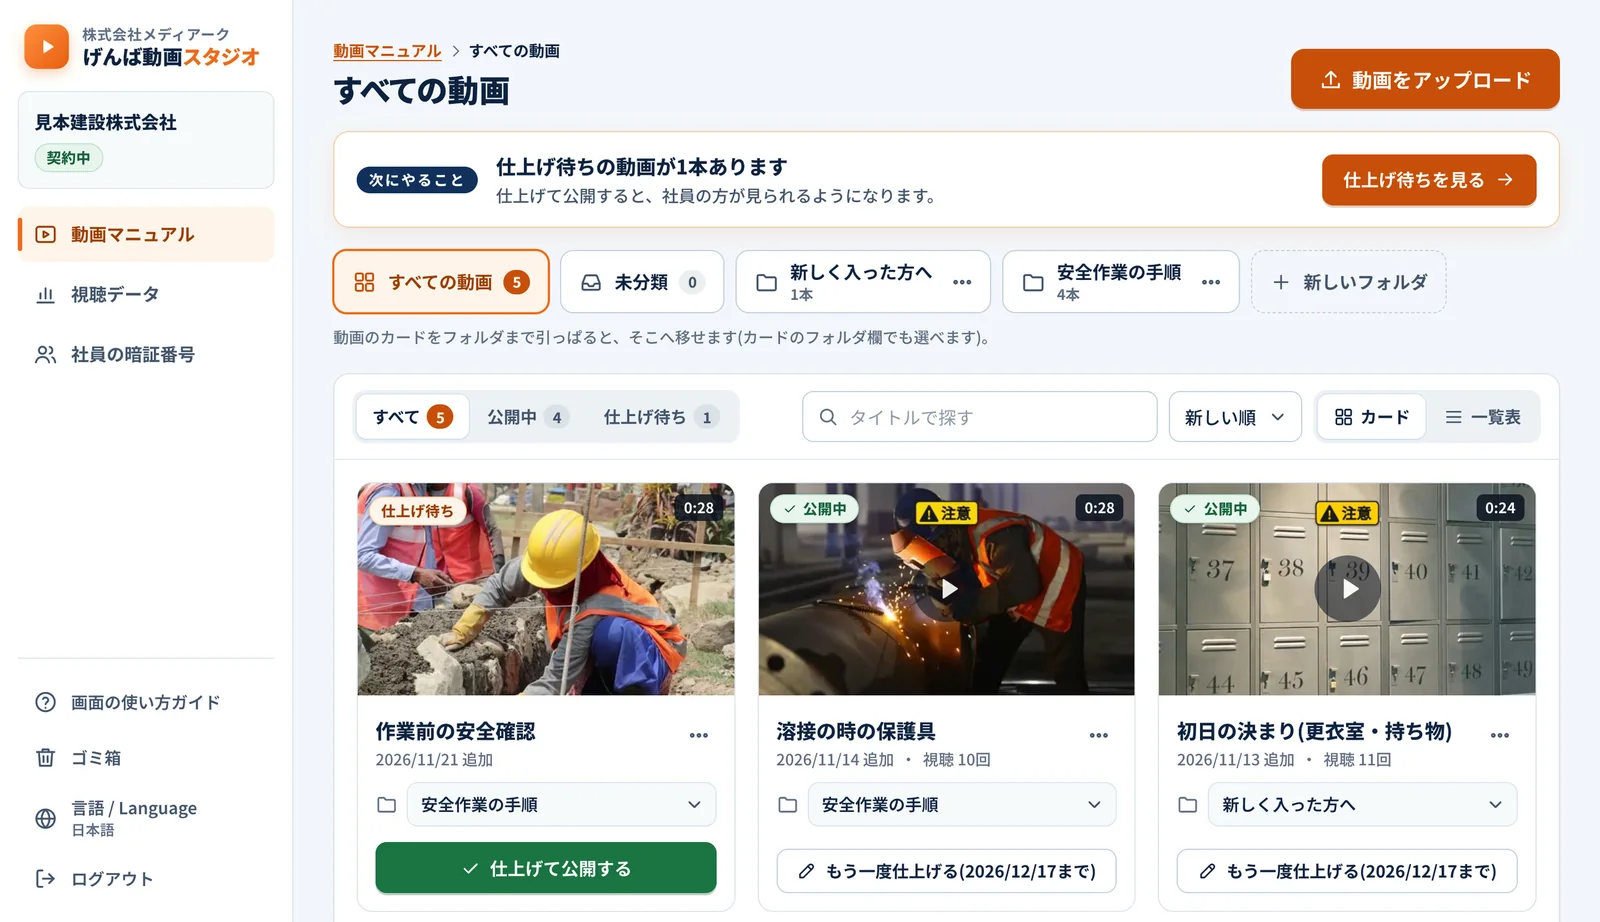 株式会社メディアーク
げんば動画スタジオ
見本建設株式会社
契約中
動画マニュアル
視聴データ
社員の暗証番号
画面の使い方ガイド
ゴミ箱
言語 / Language
日本語
ログアウト
動画マニュアル > すべての動画
すべての動画
動画をアップロード
次にやること
仕上げ待ちの動画が1本あります
仕上げて公開すると、社員の方が見られるようになります。
仕上げ待ちを見る →
すべての動画 5
未分類 0
新しく入った方へ
1本
安全作業の手順
4本
+ 新しいフォルダ
動画のカードをフォルダまで引っぱると、そこへ移せます(カードのフォルダ欄でも選べます)。
すべて 5
公開中 4
仕上げ待ち 1
タイトルで探す
新しい順
カード
一覧表
仕上げ待ち
0:28
作業前の安全確認
2026/11/21 追加
安全作業の手順
仕上げて公開する
公開中
注意
0:28
溶接の時の保護具
2026/11/14 追加 ・ 視聴 10回
安全作業の手順
もう一度仕上げる(2026/12/17まで)
公開中
注意
0:24
37 38 39 40 41 42
44 45 46 47 48 49
初日の決まり(更衣室・持ち物)
2026/11/13 追加 ・ 視聴 11回
新しく入った方へ
もう一度仕上げる(2026/12/17まで)